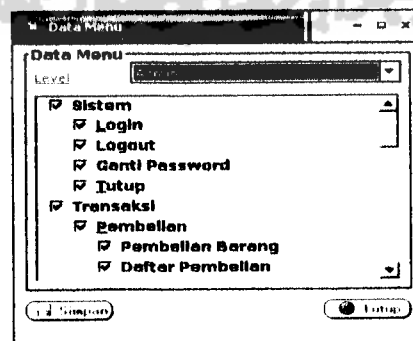 Data Menu
Data Menu
Level
Sistem
Login
Logout
Ganti Password
Tutup
Transaksi
Pembelian
Pembelian Barang
Daftar Pembelian
Simpan
Tutup